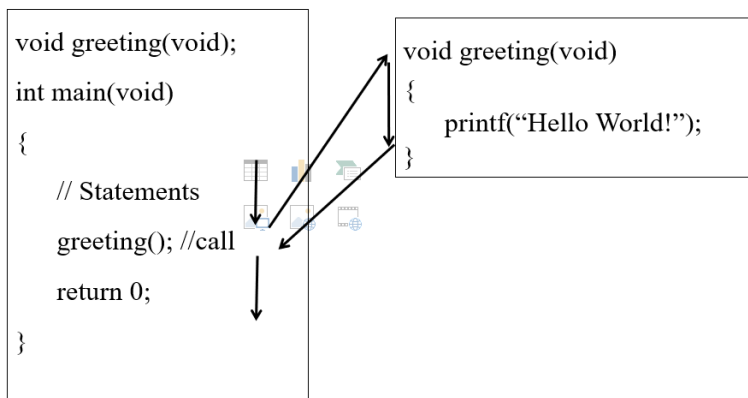 void greeting(void);
int main(void)
{
// Statements
greeting(); //call
return 0;
}
void greeting(void)
{
printf(“Hello World!”);
}